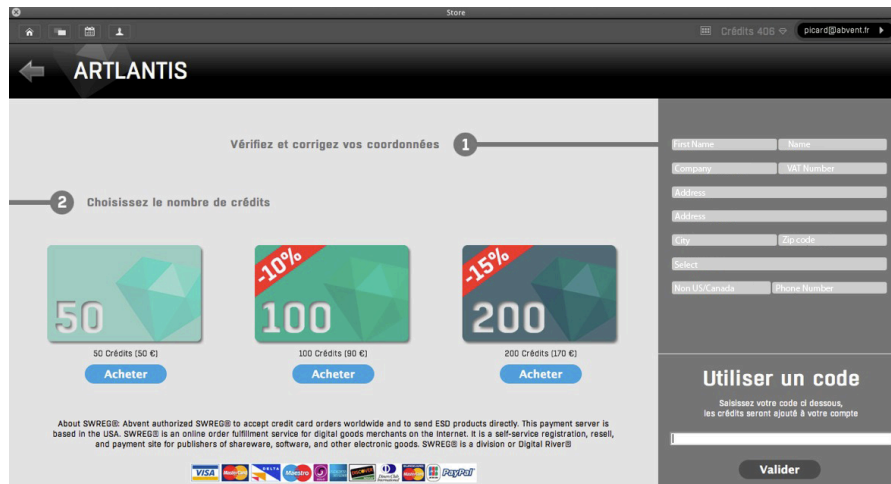 Store
Crédits 406
picard@abvent.fr
ARTLANTIS
Vérifiez et corrigez vos coordonnées 1
2 Choisissez le nombre de crédits
50
-10%
100
-15%
200
50 Crédits (50 €)
100 Crédits (90 €)
200 Crédits (170 €)
Acheter
Acheter
Acheter
About SWREG®: Abvent authorized SWREG® to accept credit card orders worldwide and to send ESD products directly. This payment server is
based in the USA. SWREG® is an online order fulfillment service for digital goods merchants on the Internet. It is a self-service registration, resell,
and payment site for publishers of shareware, software, and other electronic goods. SWREG® is a division or Digital River®
VISA MasterCard DELTA Maestro DISCOVER Diners Club International PayPal
First Name Name
Company VAT Number
Address
Address
City Zip code
Select
Non US/Canada Phone Number
Utiliser un code
Saisissez votre code ci dessous,
les crédits seront ajouté à votre compte
Valider